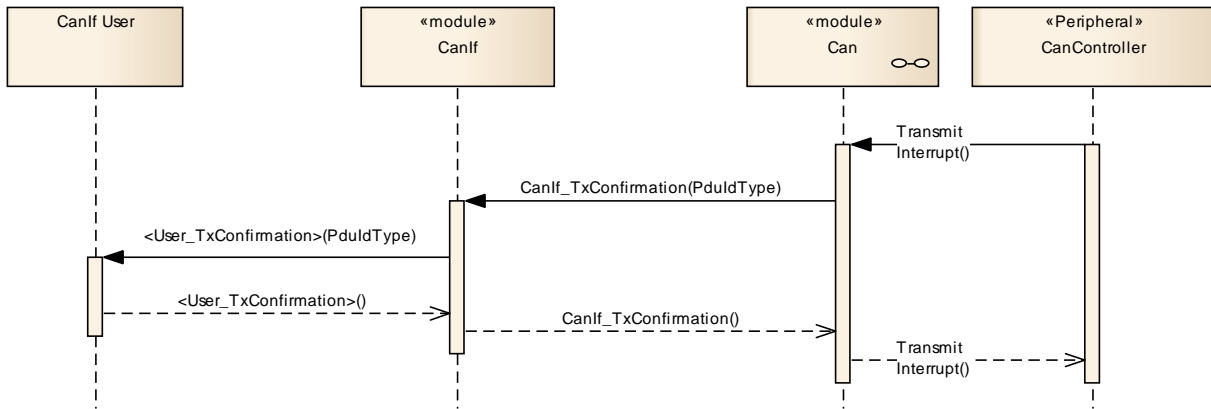 CanIf User
«module»
CanIf
«module»
Can
«Peripheral»
CanController
Transmit
Interrupt()
CanIf_TxConfirmation(PduIdType)
<User_TxConfirmation>(PduIdType)
<User_TxConfirmation>()
CanIf_TxConfirmation()
Transmit
Interrupt()